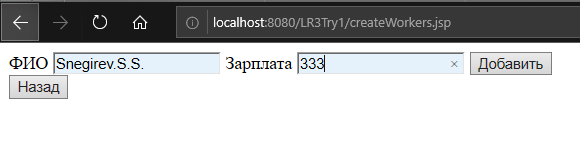 localhost:8080/LR3Try1/createWorkers.jsp
ФИО Snegirev.S.S. Зарплата 333 × Добавить
Назад